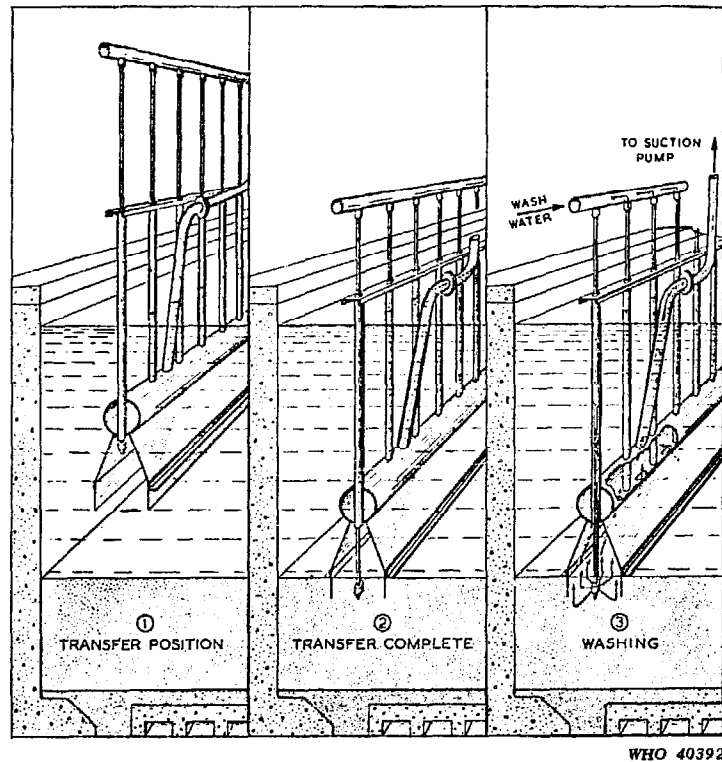 TO SUCTION
PUMP
WASH
WATER
①
TRANSFER POSITION
②
TRANSFER COMPLETE
③
WASHING
WHO 40392